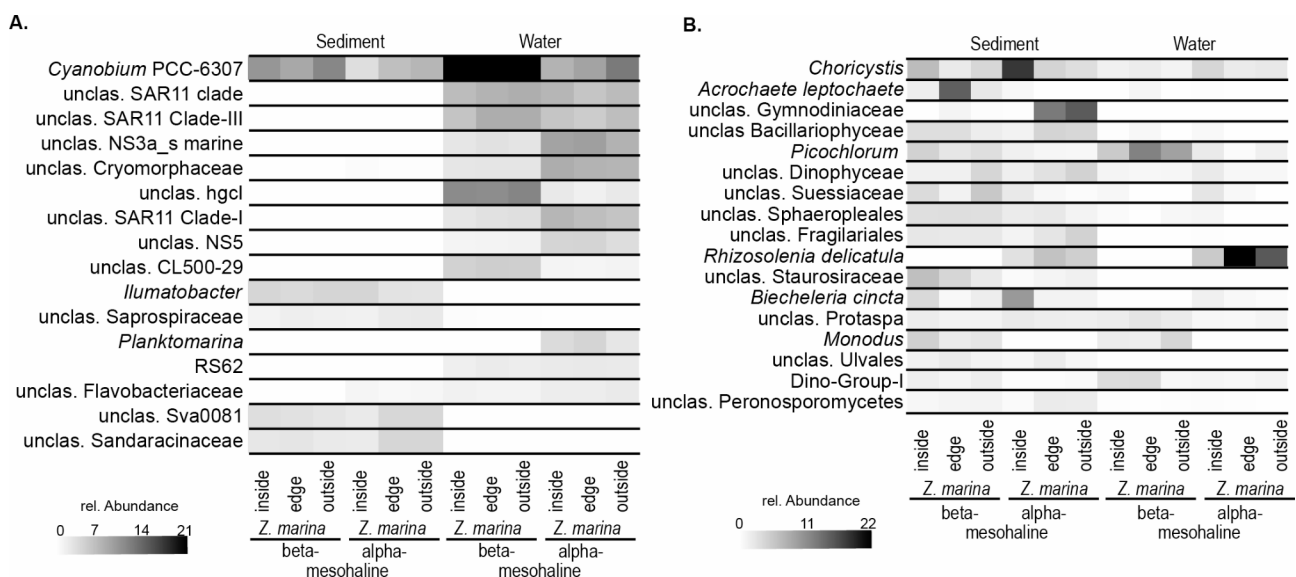 A.
Sediment Water
Cyanobium PCC-6307
unclas. SAR11 clade
unclas. SAR11 Clade-III
unclas. NS3a_s marine
unclas. Cryomorphaceae
unclas. hgcI
unclas. SAR11 Clade-I
unclas. NS5
unclas. CL500-29
Ilumatobacter
unclas. Saprospiraceae
Planktomarina
RS62
unclas. Flavobacteriaceae
unclas. Sva0081
unclas. Sandaracinaceae
inside edge outside inside edge outside inside edge outside inside edge outside
Z. marina Z. marina Z. marina Z. marina
beta- alpha- beta- alpha-
mesohaline mesohaline
rel. Abundance
0 7 14 21
B.
Sediment Water
Choricystis
Acrochaete leptochaete
unclas. Gymnodiniaceae
unclas Bacillariophyceae
Picochlorum
unclas. Dinophyceae
unclas. Suessiaceae
unclas. Sphaeropleales
unclas. Fragilariales
Rhizosolenia delicatula
unclas. Staurosiraceae
Biecheleria cincta
unclas. Protaspa
Monodus
unclas. Ulvales
Dino-Group-I
unclas. Peronosporomycetes
inside edge outside inside edge outside inside edge outside inside edge outside
Z. marina Z. marina Z. marina Z. marina
beta- alpha- beta- alpha-
mesohaline mesohaline
rel. Abundance
0 11 22